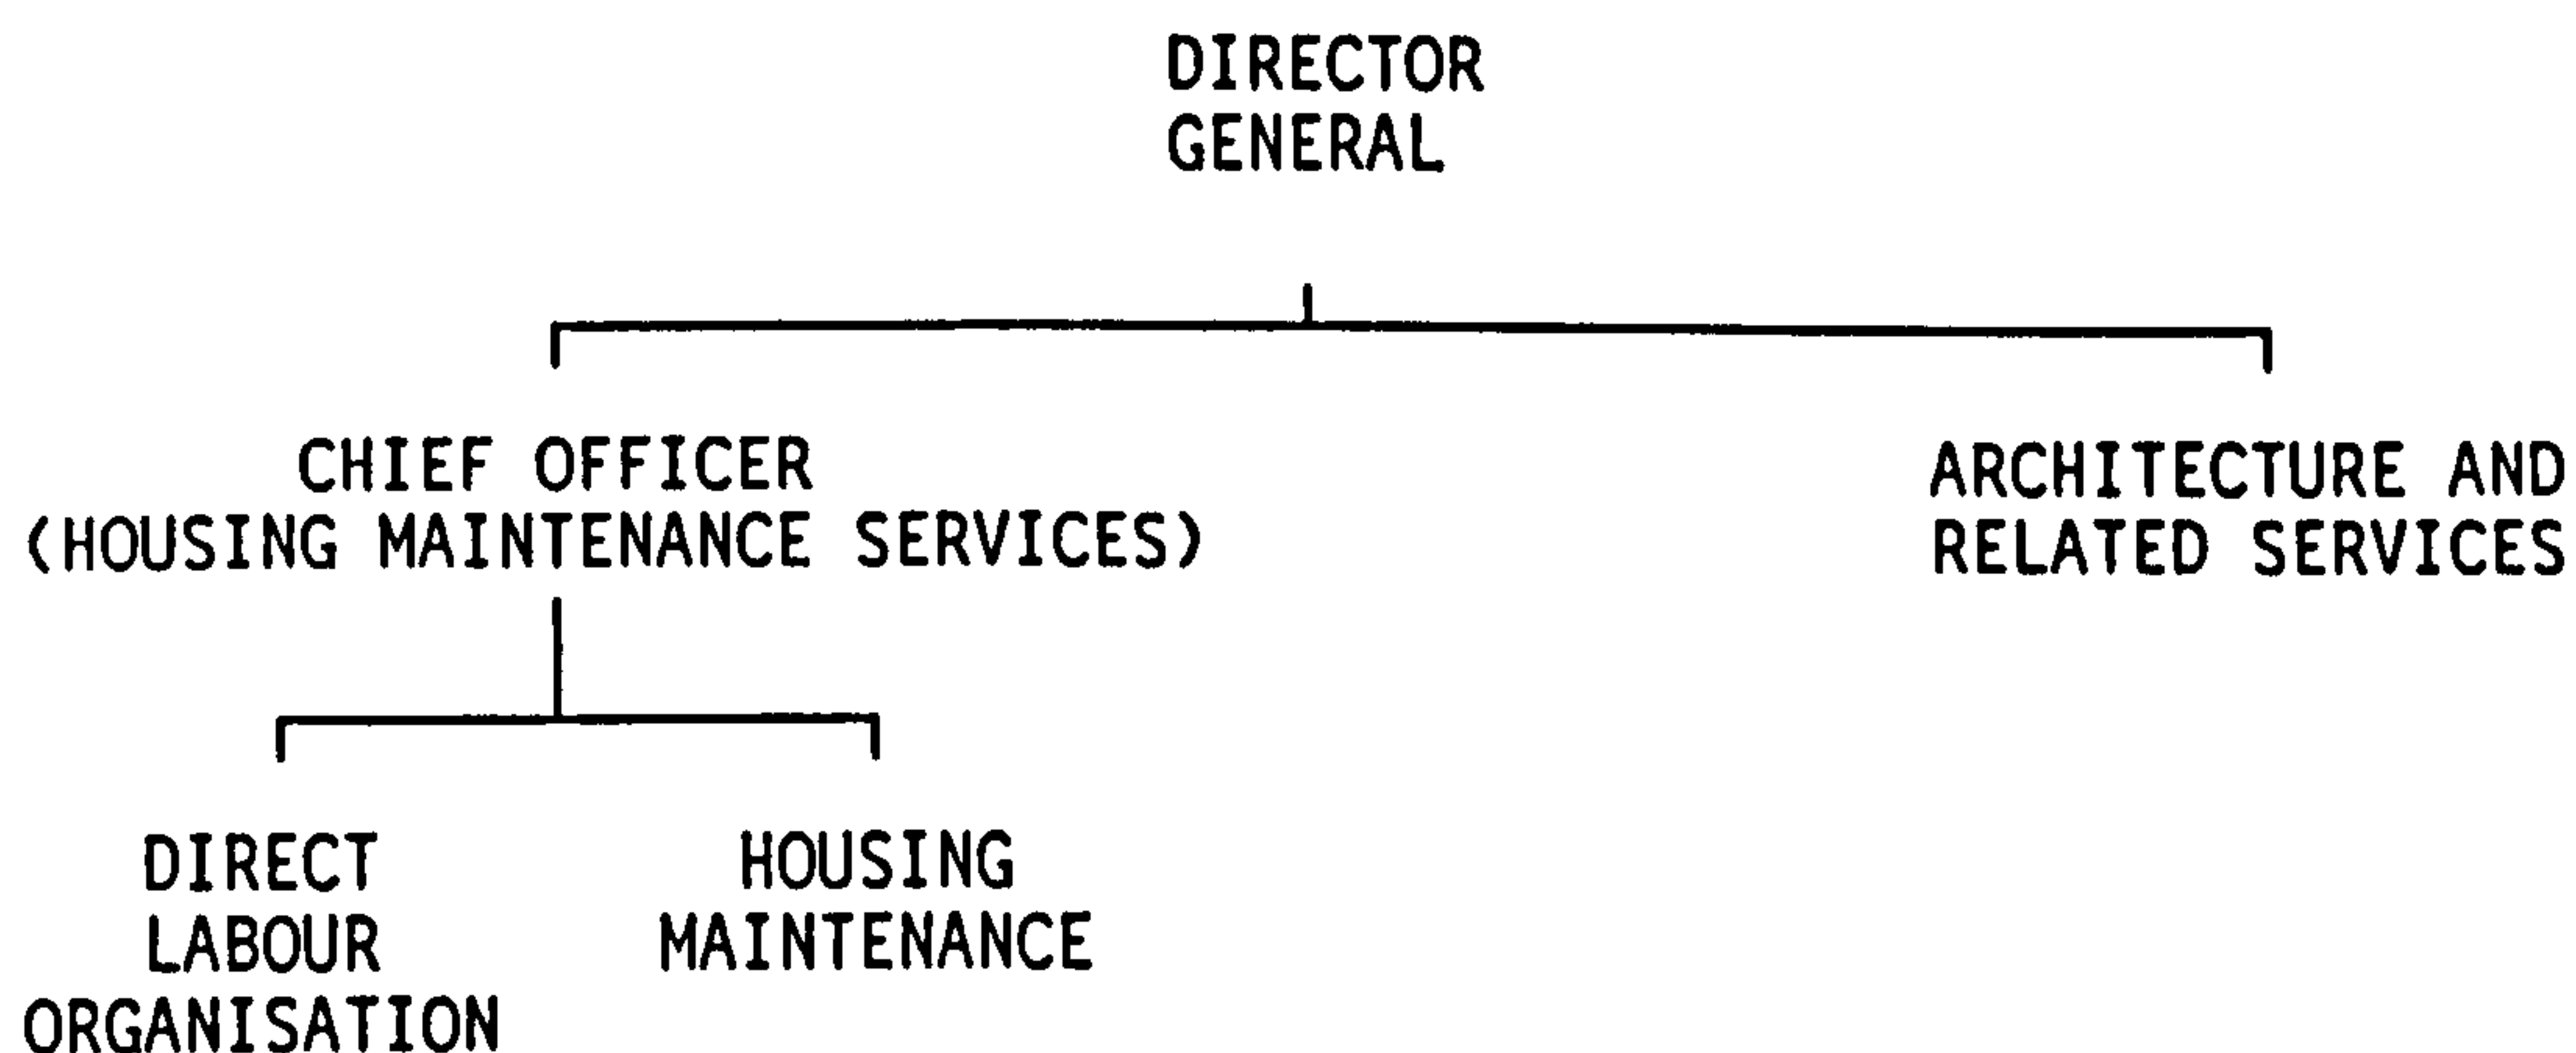 DIRECTOR
GENERAL
CHIEF OFFICER
(HOUSING MAINTENANCE SERVICES)
ARCHITECTURE AND
RELATED SERVICES
DIRECT
LABOUR
ORGANISATION
HOUSING
MAINTENANCE